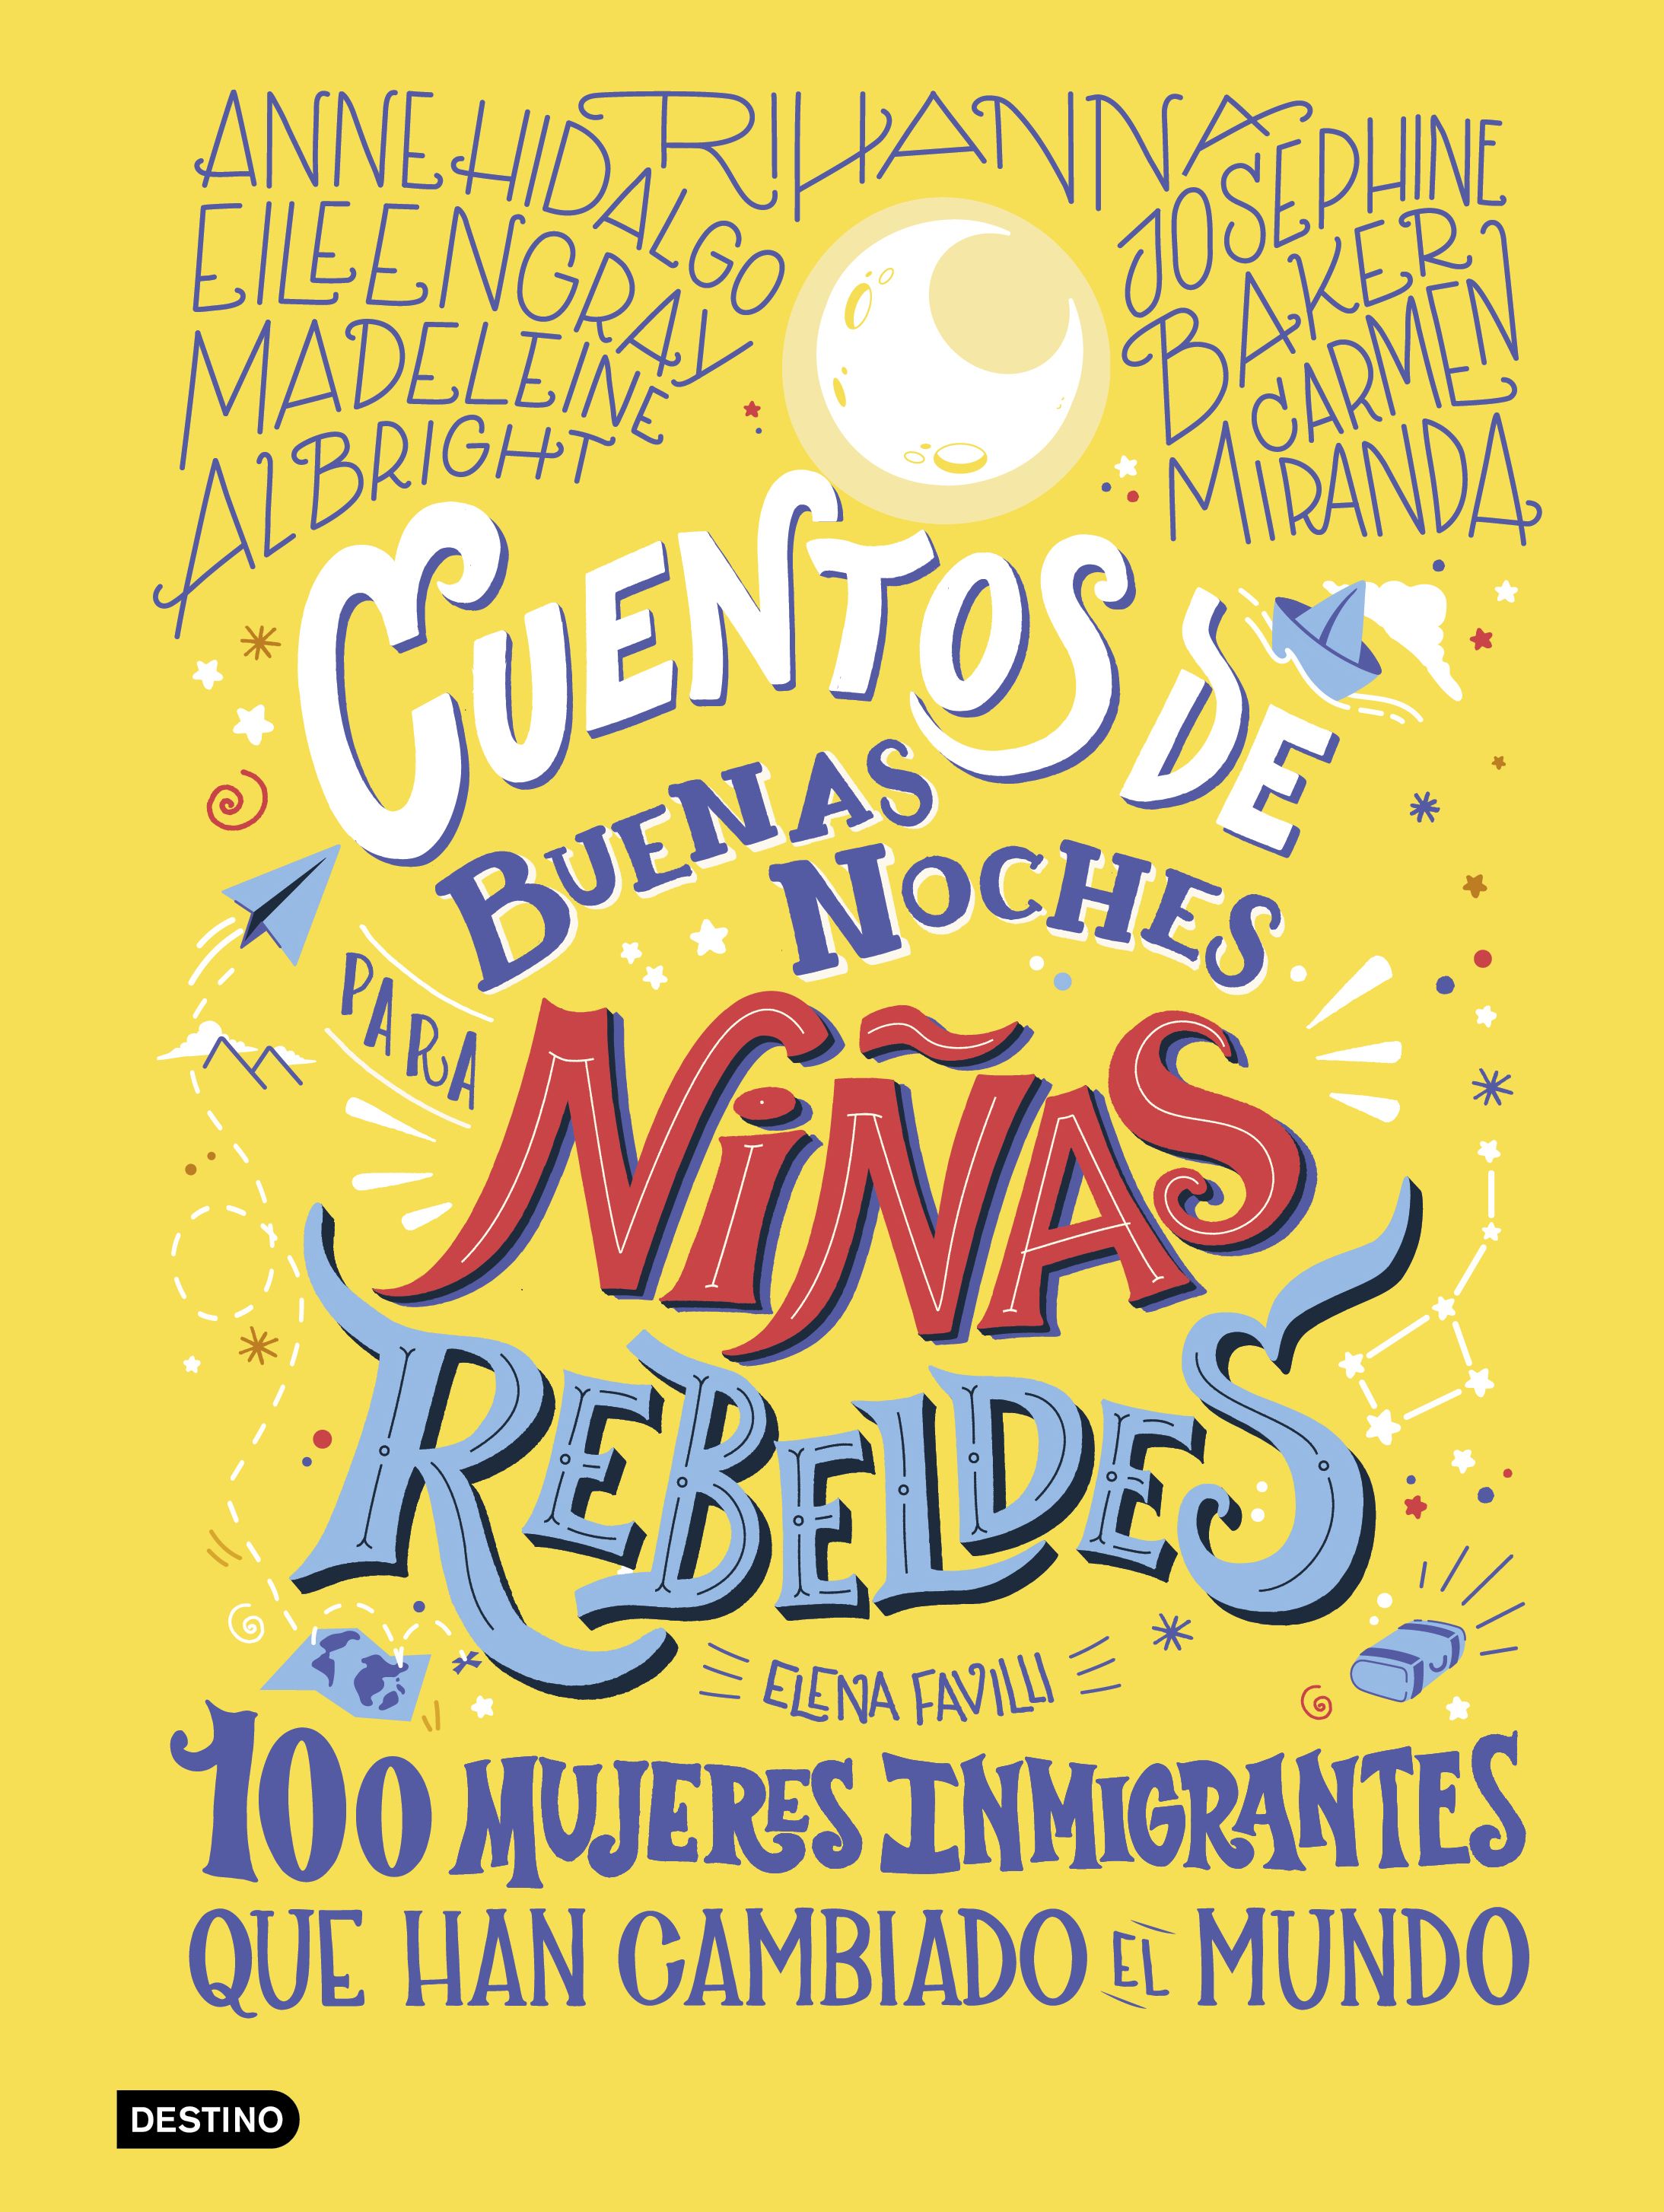 ANNE HIDALGO
RIHANNA
JOSEPHINE
BAKER
EILEEN GRAY
MADELEINE
ALBRIGHT
CARMEN
MIRANDA
CUENTOS DE
BUENAS
NOCHES
PARA
NIÑAS
REBELDES
ELENA FAVILLI
100 MUJERES INMIGRANTES
QUE HAN CAMBIADO EL MUNDO
DESTINO